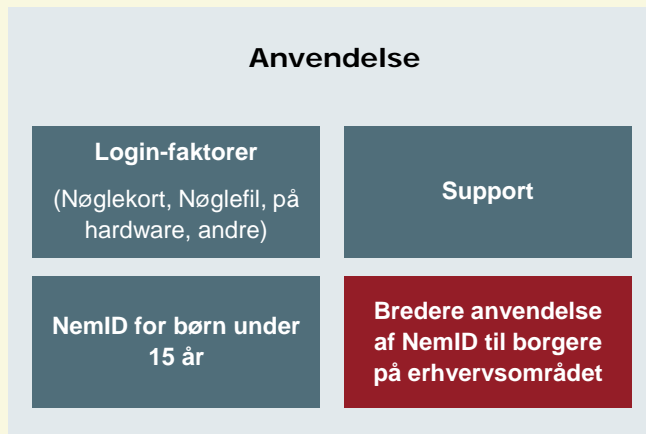 Anvendelse
Login-faktorer
(Nøglekort, Nøglefil, på
hardware, andre)
Support
NemID for børn under
15 år
Bredere anvendelse
af NemID til borgere
på erhvervsområdet